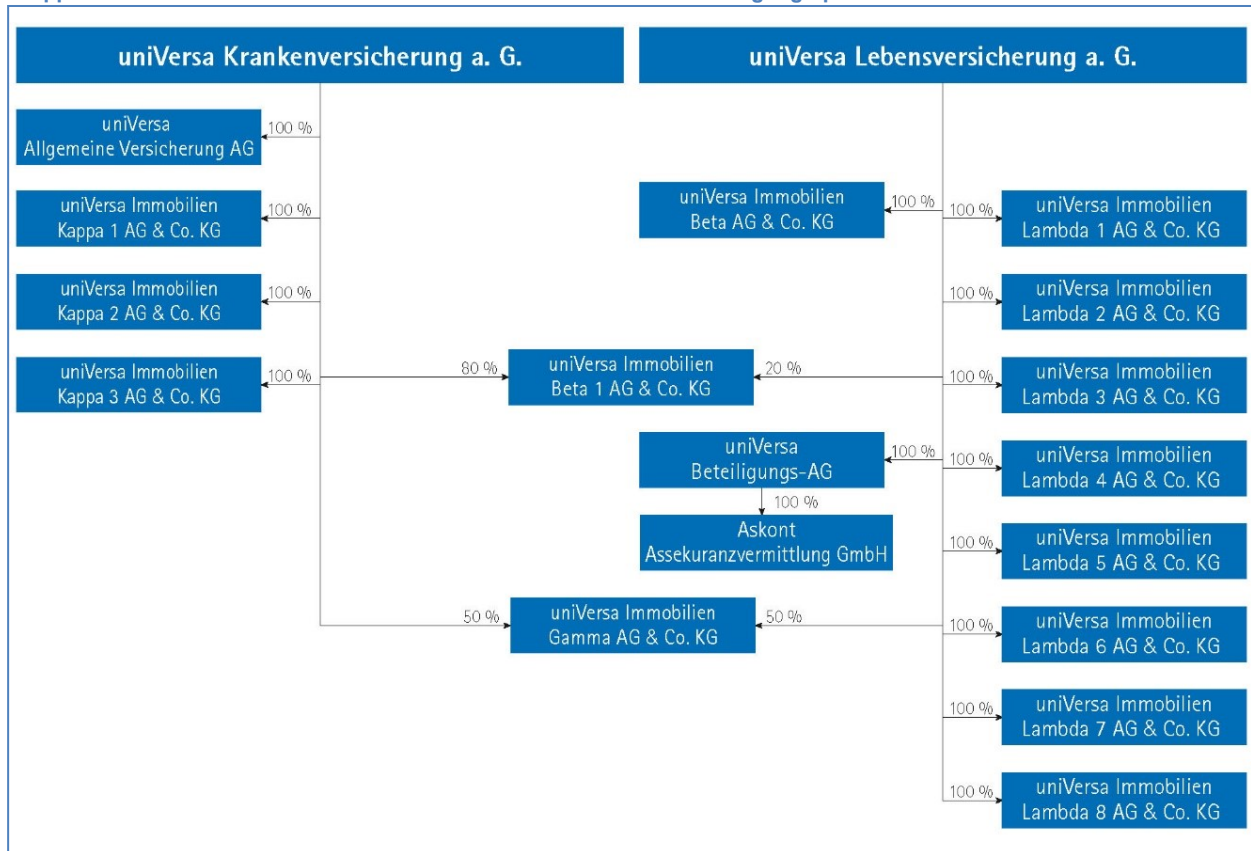 uniVersa Krankenversicherung a. G.
uniVersa Lebensversicherung a. G.
uniVersa
Allgemeine Versicherung AG
100 %
uniVersa Immobilien
Kappa 1 AG & Co. KG
100 %
uniVersa Immobilien
Beta AG & Co. KG
100 %
100 %
uniVersa Immobilien
Lambda 1 AG & Co. KG
uniVersa Immobilien
Kappa 2 AG & Co. KG
100 %
100 %
uniVersa Immobilien
Lambda 2 AG & Co. KG
uniVersa Immobilien
Kappa 3 AG & Co. KG
100 %
80 %
uniVersa Immobilien
Beta 1 AG & Co. KG
20 %
100 %
uniVersa Immobilien
Lambda 3 AG & Co. KG
uniVersa
Beteiligungs-AG
100 %
100 %
uniVersa Immobilien
Lambda 4 AG & Co. KG
100 %
Askont
Assekuranzvermittlung GmbH
100 %
uniVersa Immobilien
Lambda 5 AG & Co. KG
50 %
uniVersa Immobilien
Gamma AG & Co. KG
50 %
100 %
uniVersa Immobilien
Lambda 6 AG & Co. KG
100 %
uniVersa Immobilien
Lambda 7 AG & Co. KG
100 %
uniVersa Immobilien
Lambda 8 AG & Co. KG